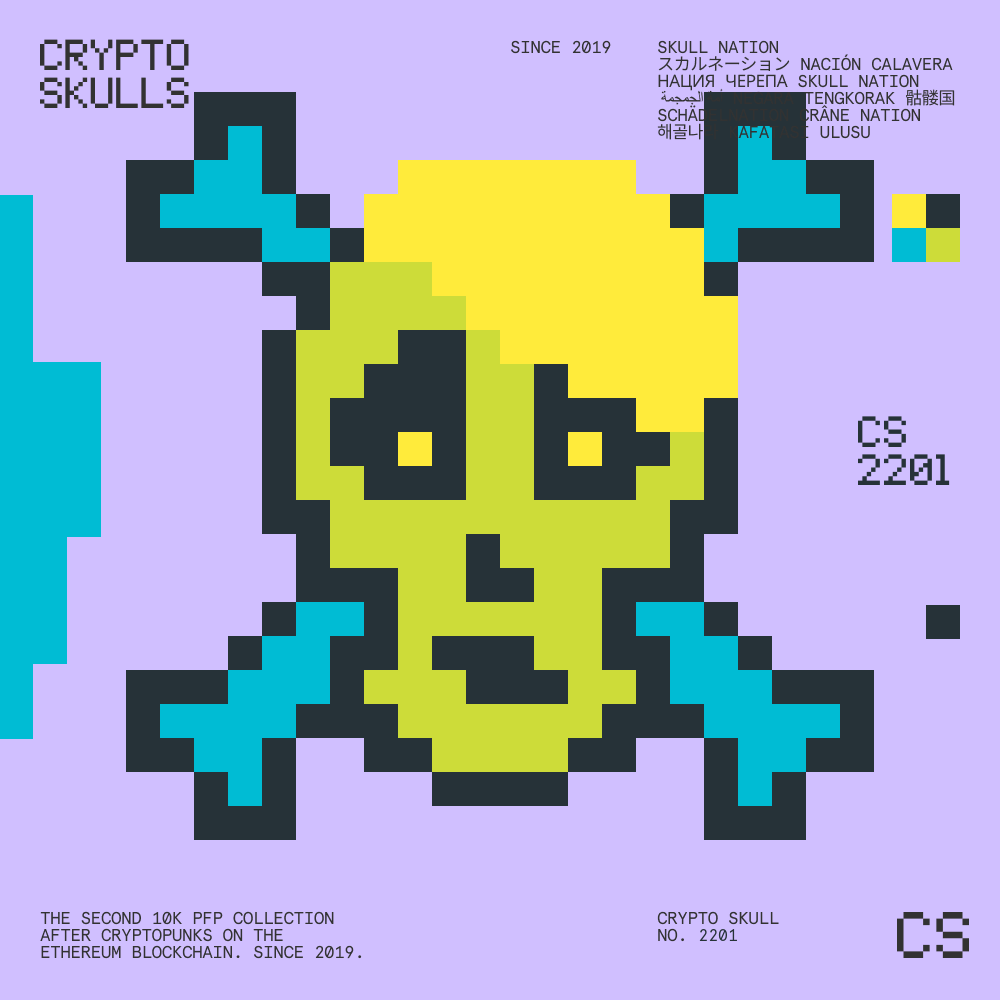 CRYPTO
SKULLS
SINCE 2019
SKULL NATION
スカルネーション NACIÓN CALAVERA
НАЦИЯ ЧЕРЕПА SKULL NATION
الجمجمة TENGKORAK 骷髅国
CRÂNE NATION
ULUSU
CS
2201
THE SECOND 10K PFP COLLECTION
AFTER CRYPTOPUNKS ON THE
ETHEREUM BLOCKCHAIN. SINCE 2019.
CRYPTO SKULL
NO. 2201
CS